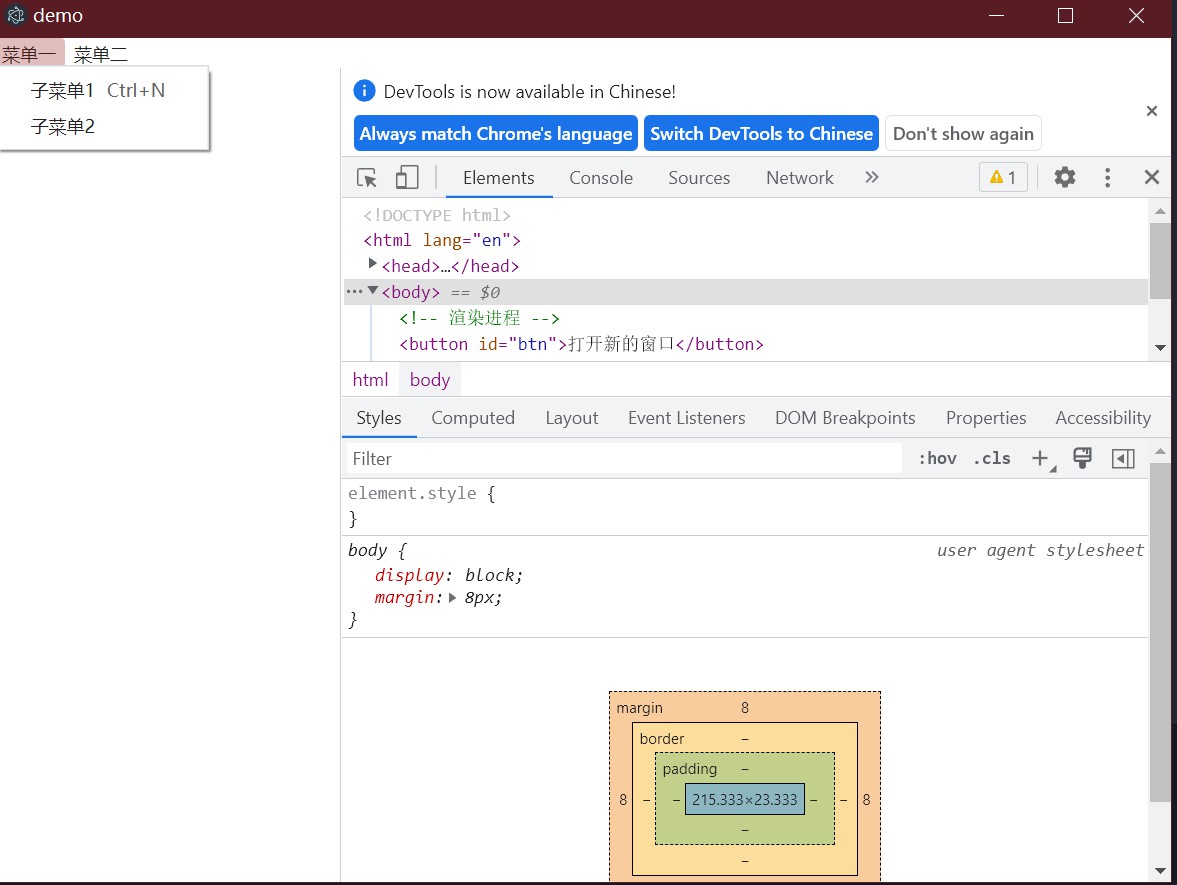 demo
菜单一 菜单二
子菜单1 Ctrl+N
子菜单2
DevTools is now available in Chinese!
Always match Chrome's language Switch DevTools to Chinese Don't show again
Elements Console Sources Network 1
<!DOCTYPE html>
<html lang="en">
<head>…</head>
<body> == $0
<!-- 渲染进程 -->
<button id="btn">打开新的窗口</button>
html body
Styles Computed Layout Event Listeners DOM Breakpoints Properties Accessibility
Filter :hov .cls
element.style {
}
body { user agent stylesheet
display: block;
margin: 8px;
}
margin 8
border –
padding –
8 – – 215.333×23.333 – – 8
–
–